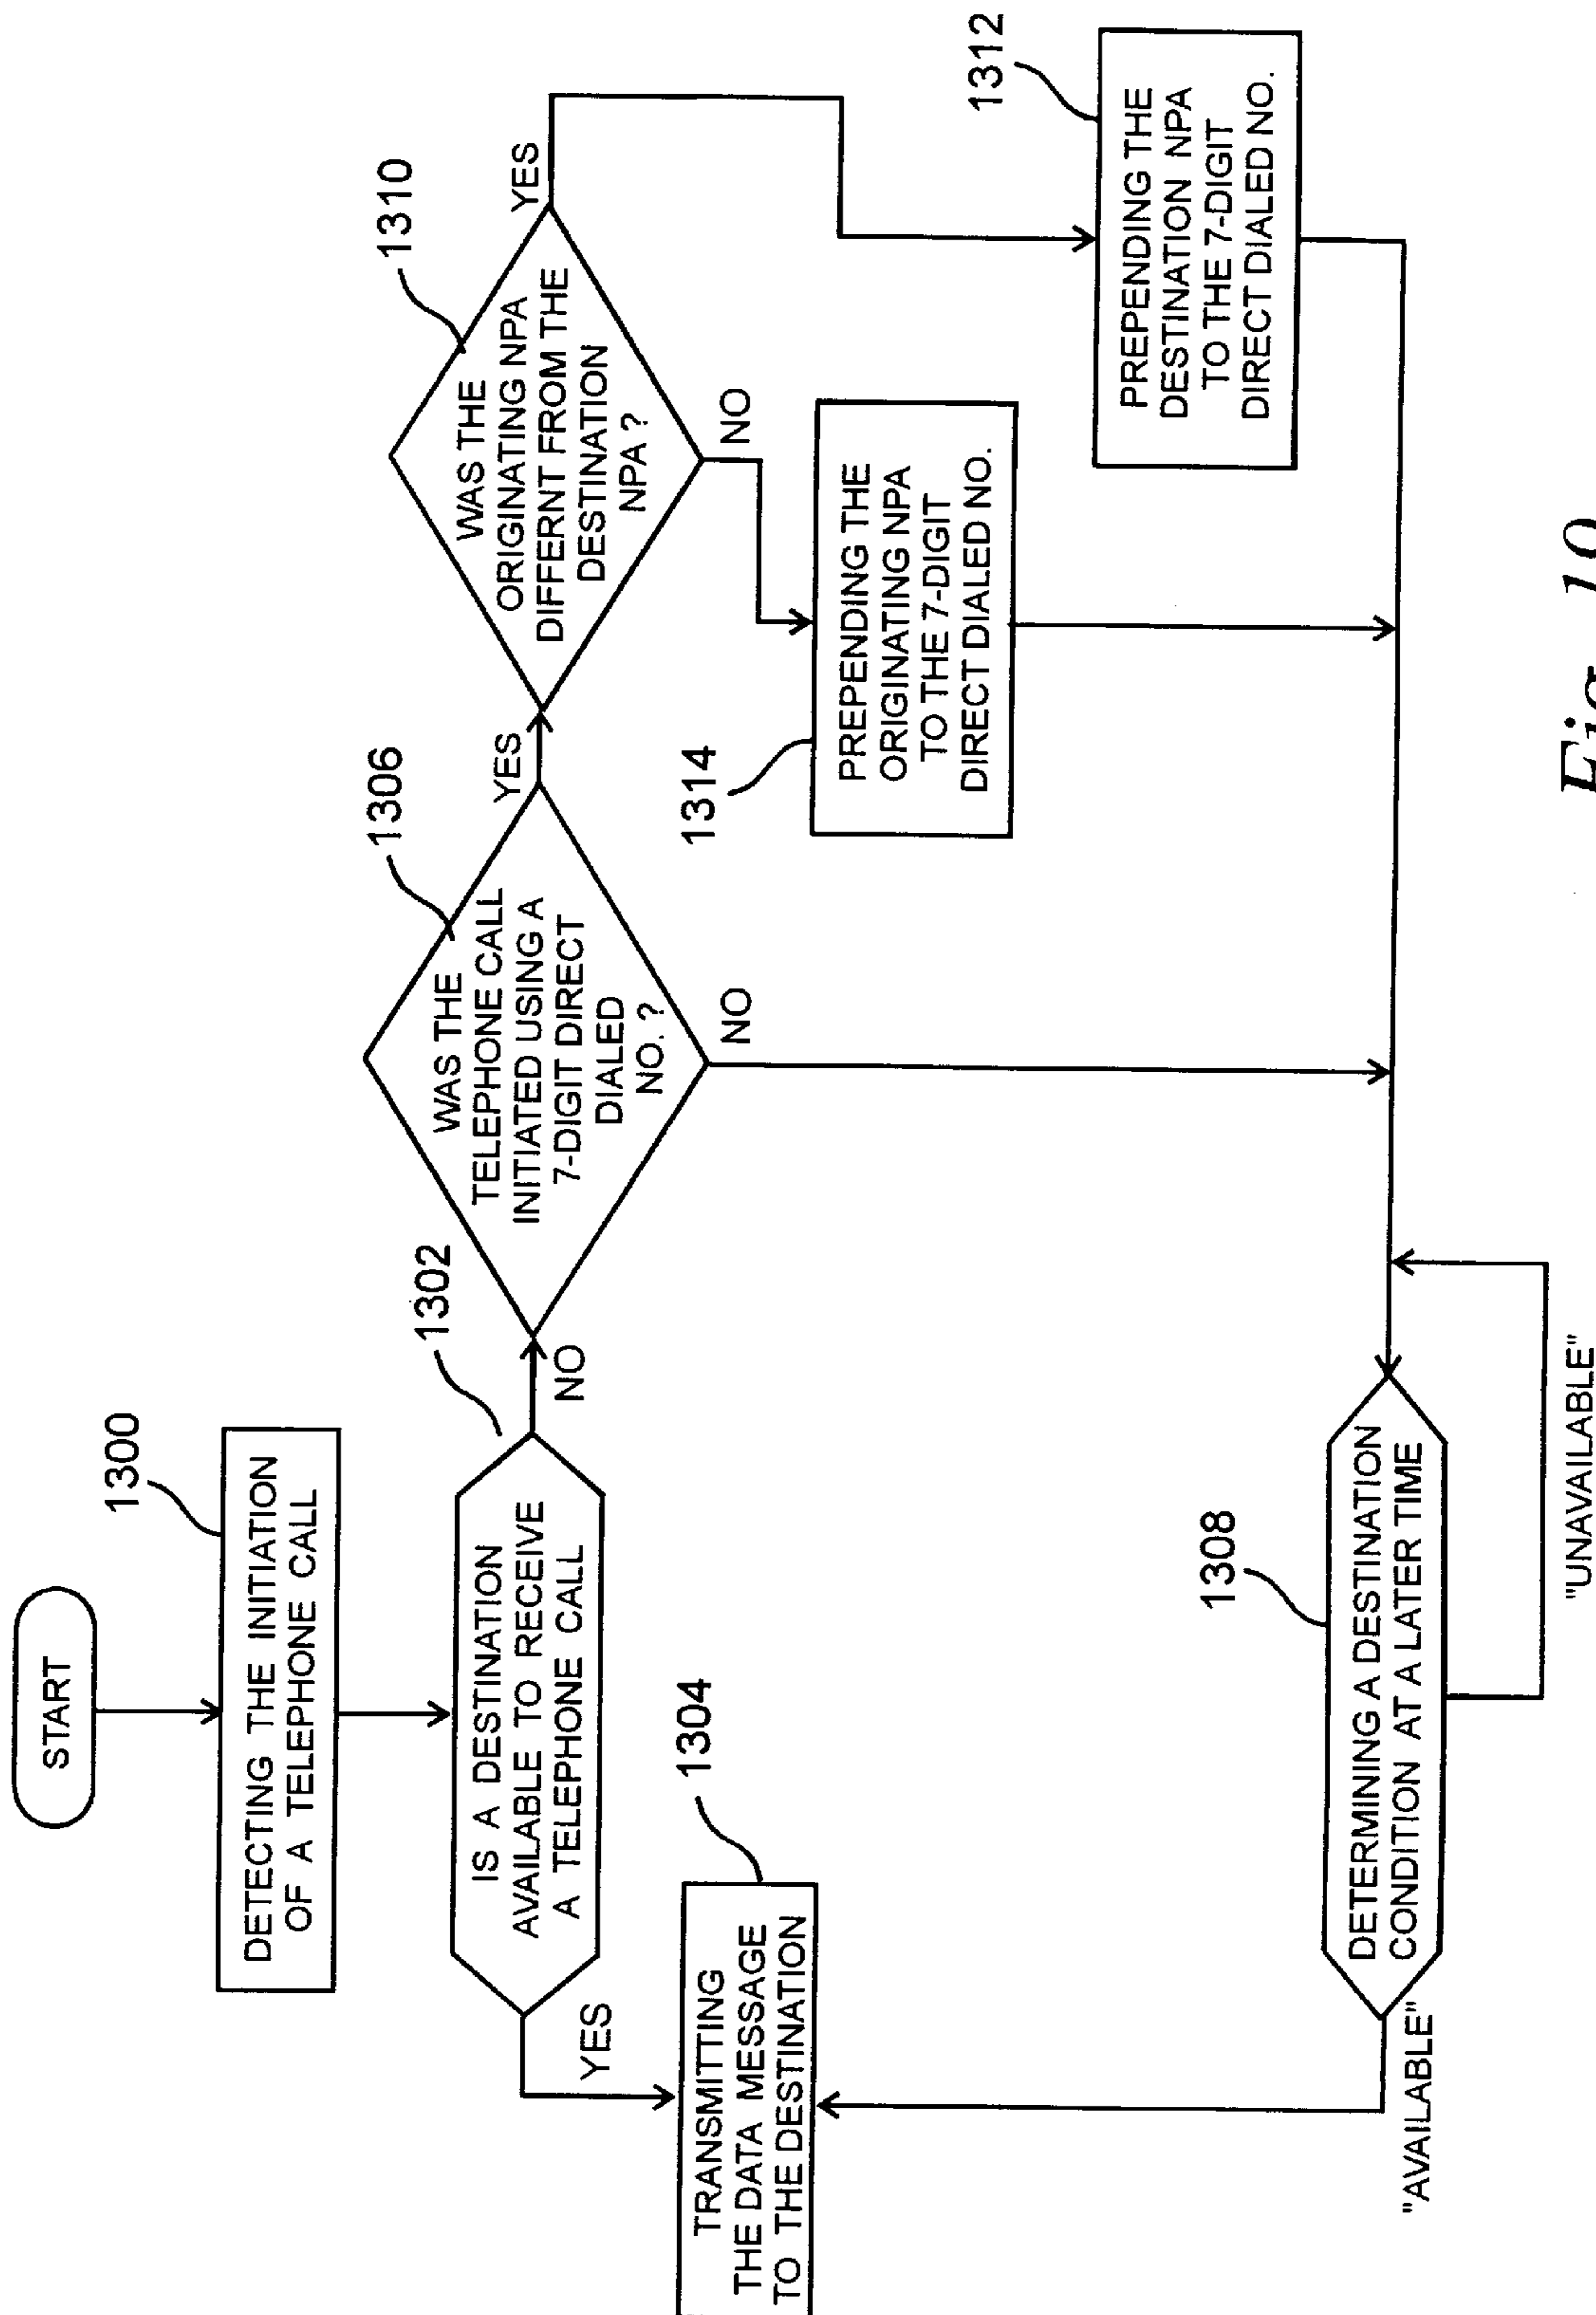 START
1300
DETECTING THE INITIATION
OF A TELEPHONE CALL
1302
IS A DESTINATION
AVAILABLE TO RECEIVE
A TELEPHONE CALL
YES
NO
1304
TRANSMITTING
THE DATA MESSAGE
TO THE DESTINATION
1306
WAS THE
TELEPHONE CALL
INITIATED USING A
7-DIGIT DIRECT
DIALED
NO. ?
YES
NO
1310
WAS THE
ORIGINATING NPA
DIFFERNT FROM THE
DESTINATION
NPA ?
YES
NO
1314
PREPENDING THE
ORIGINATING NPA
TO THE 7-DIGIT
DIRECT DIALED NO.
1312
PREPENDING THE
DESTINATION NPA
TO THE 7-DIGIT
DIRECT DIALED NO.
1308
DETERMINING A DESTINATION
CONDITION AT A LATER TIME
"AVAILABLE"
"UNAVAILABLE"